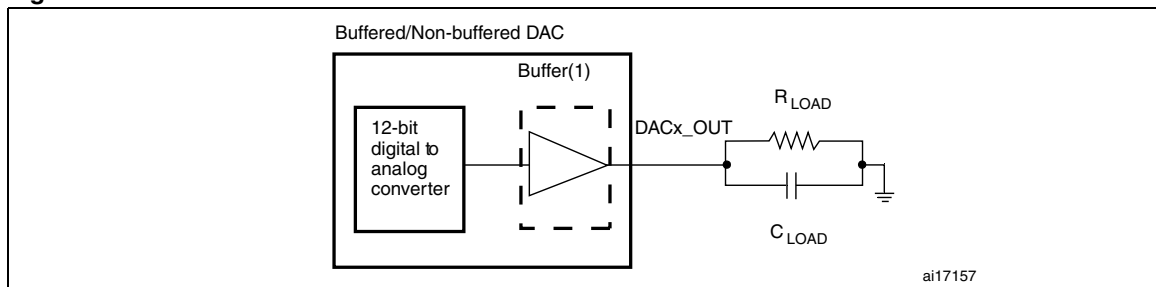 Buffered/Non-buffered DAC
Buffer(1)
12-bit
digital to
analog
converter
DACx_OUT
R LOAD
C LOAD
ai17157